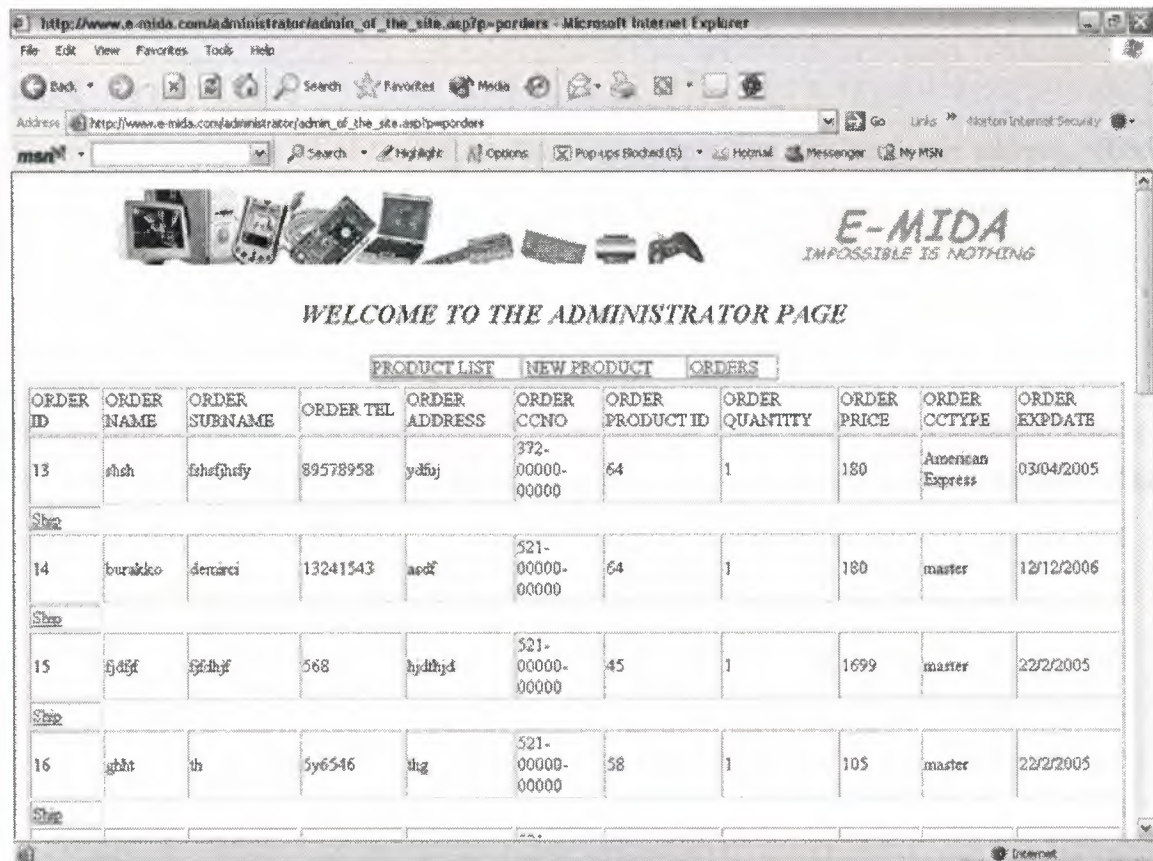 http://www.e-mida.com/administrator/admin_of_the_site.asp?p=porders - Microsoft Internet Explorer
File Edit View Favorites Tools Help
Back Search Favorites Media
Address http://www.e-mida.com/administrator/admin_of_the_site.asp?p=porders Go Links » Norton Internet Security
msn Search Highlight Options Pop-ups Blocked (5) Hotmail Messenger My MSN
E-MIDA
IMPOSSIBLE IS NOTHING
WELCOME TO THE ADMINISTRATOR PAGE
PRODUCT LIST NEW PRODUCT ORDERS
ORDER ID ORDER NAME ORDER SUBNAME ORDER TEL ORDER ADDRESS ORDER CCNO ORDER PRODUCT ID ORDER QUANTITY ORDER PRICE ORDER CCTYPE ORDER EXPDATE
13 shsh fshsfjhsfy 89578958 ydfuj 372-00000-00000 64 1 180 American Express 03/04/2005
Ship
14 burakko demirci 13241543 asdf 521-00000-00000 64 1 180 master 12/12/2006
Ship
15 fjdfjf 568 hjdthjd 521-00000-00000 45 1 1699 master 22/2/2005
Ship
16 ghht th 5y6546 thg 521-00000-00000 58 1 105 master 22/2/2005
Ship
Internet